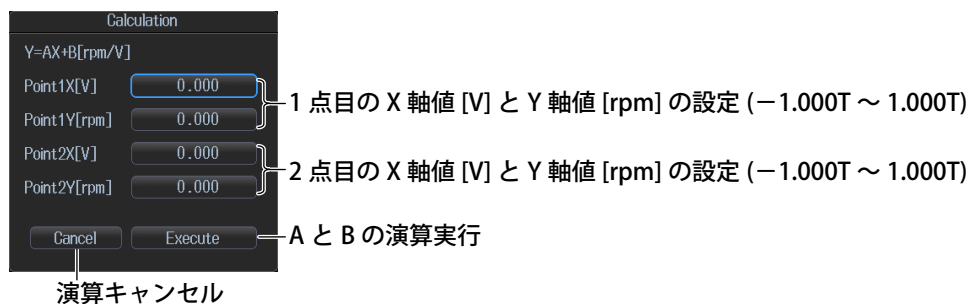 Calculation
Y=AX+B[rpm/V]
Point1X[V] 0.000
1 点目の X 軸値 [V] と Y 軸値 [rpm] の設定 (−1.000T ～ 1.000T)
Point1Y[rpm] 0.000
Point2X[V] 0.000
2 点目の X 軸値 [V] と Y 軸値 [rpm] の設定 (−1.000T ～ 1.000T)
Point2Y[rpm] 0.000
Cancel Execute A と B の演算実行
演算キャンセル